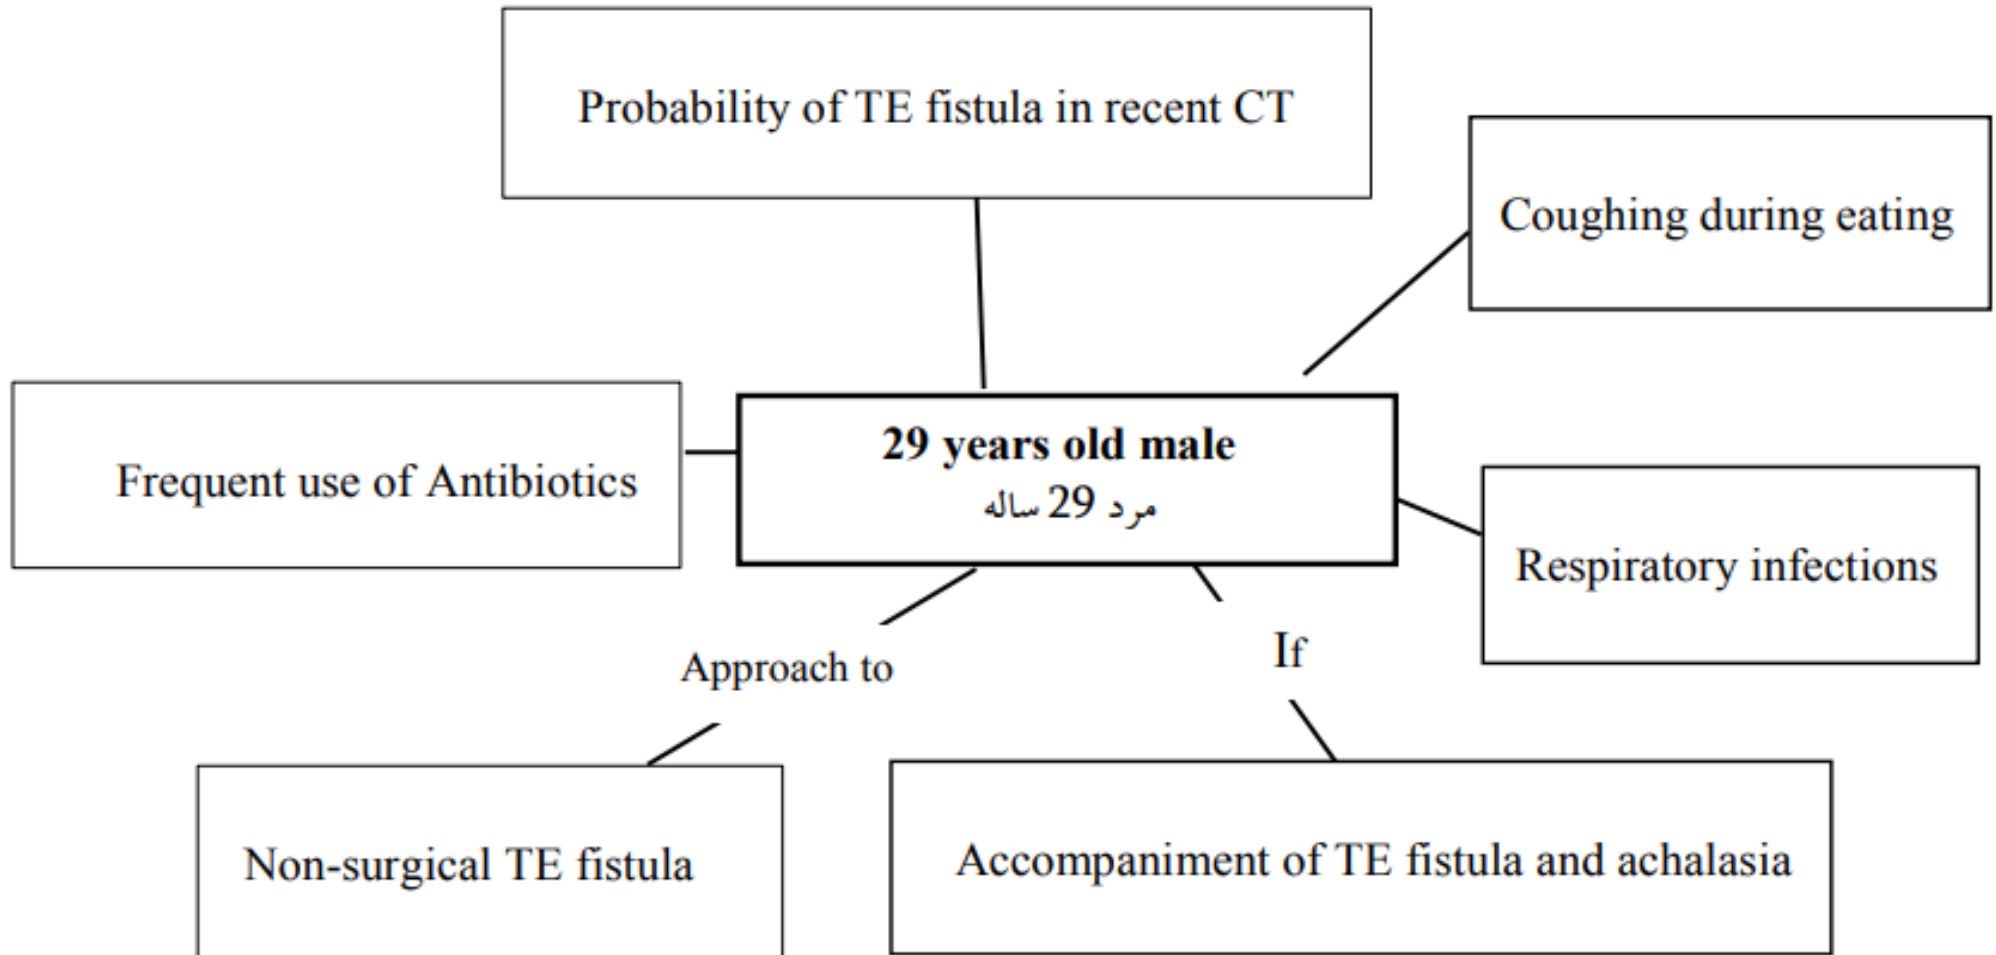 Probability of TE fistula in recent CT
Coughing during eating
Frequent use of Antibiotics
29 years old male
مرد 29 ساله
Respiratory infections
Approach to
If
Non-surgical TE fistula
Accompaniment of TE fistula and achalasia